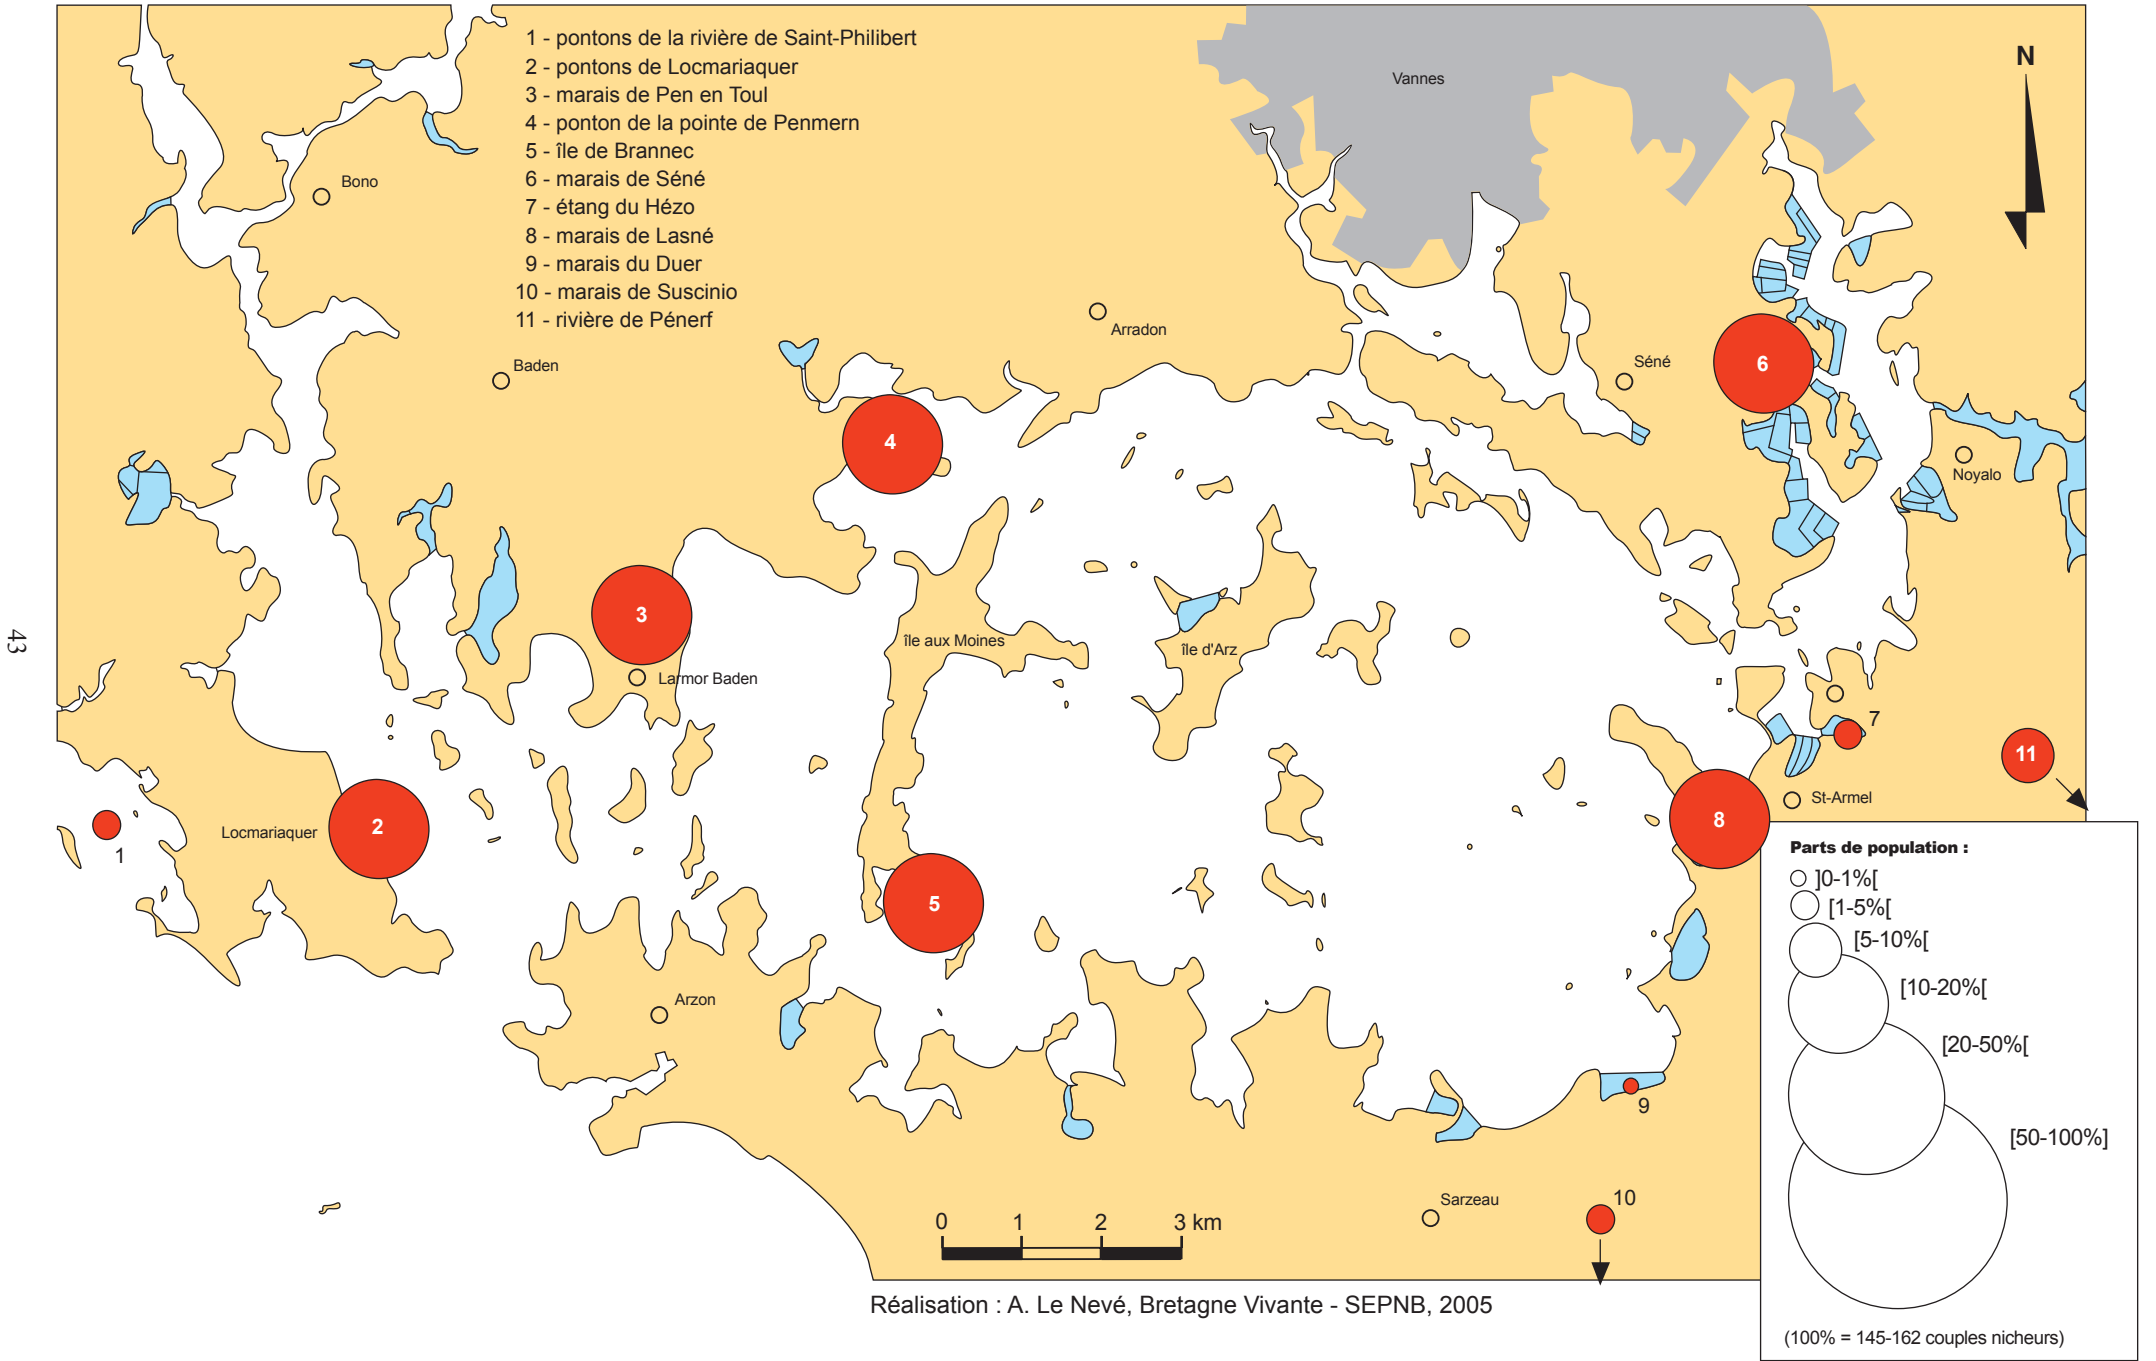 1 - pontons de la rivière de Saint-Philibert
2 - pontons de Locmariaquer
3 - marais de Pen en Toul
4 - ponton de la pointe de Penmern
5 - île de Brannec
6 - marais de Séné
7 - étang du Hézo
8 - marais de Lasné
9 - marais du Duer
10 - marais de Suscinio
11 - rivière de Pénerf
Vannes
N
Bono
Arradon
Baden
Séné
6
4
Noyalo
3
île aux Moines
île d'Arz
Larmor Baden
43
7
11
St-Armel
1
Locmariaquer
2
8
5
Arzon
9
Sarzeau
10
0 1 2 3 km
Parts de population :
]0-1%[
[1-5%[
[5-10%[
[10-20%[
[20-50%[
[50-100%]
(100% = 145-162 couples nicheurs)
Réalisation : A. Le Nevé, Bretagne Vivante - SEPNB, 2005